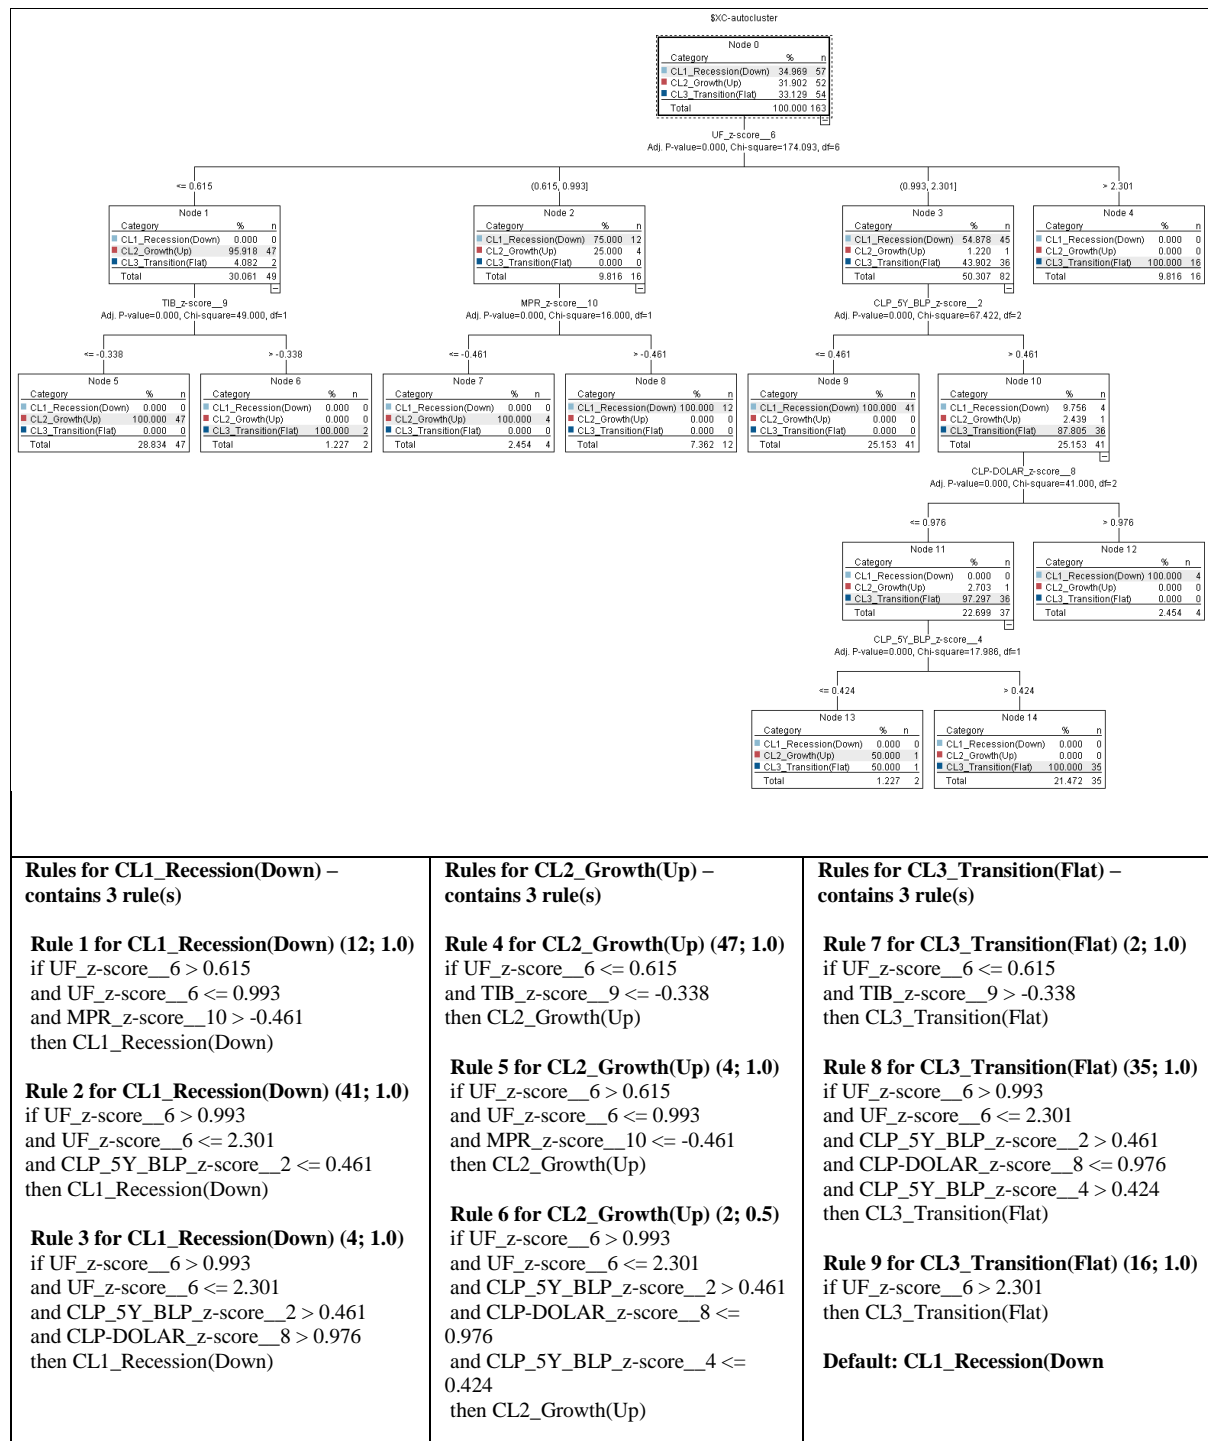 $XC-autocluster
Node 0
Category % n
CL1_Recession(Down) 34.969 57
CL2_Growth(Up) 31.902 52
CL3_Transition(Flat) 33.129 54
Total 100.000 163
UF_z-score__6
Adj. P-value=0.000, Chi-square=174.093, df=6
<= 0.615
(0.615, 0.993]
(0.993, 2.301]
> 2.301
Node 1
Category % n
CL1_Recession(Down) 0.000 0
CL2_Growth(Up) 95.918 47
CL3_Transition(Flat) 4.082 2
Total 30.061 49
Node 2
Category % n
CL1_Recession(Down) 75.000 12
CL2_Growth(Up) 25.000 4
CL3_Transition(Flat) 0.000 0
Total 9.816 16
Node 3
Category % n
CL1_Recession(Down) 54.878 45
CL2_Growth(Up) 1.220 1
CL3_Transition(Flat) 43.902 36
Total 50.307 82
Node 4
Category % n
CL1_Recession(Down) 0.000 0
CL2_Growth(Up) 0.000 0
CL3_Transition(Flat) 100.000 16
Total 9.816 16
TIB_z-score__9
Adj. P-value=0.000, Chi-square=49.000, df=1
MPR_z-score__10
Adj. P-value=0.000, Chi-square=16.000, df=1
CLP_5Y_BLP_z-score__2
Adj. P-value=0.000, Chi-square=67.422, df=2
<= -0.338
> -0.338
<= -0.461
> -0.461
<= 0.461
> 0.461
Node 5
Category % n
CL1_Recession(Down) 0.000 0
CL2_Growth(Up) 100.000 47
CL3_Transition(Flat) 0.000 0
Total 28.834 47
Node 6
Category % n
CL1_Recession(Down) 0.000 0
CL2_Growth(Up) 0.000 0
CL3_Transition(Flat) 100.000 2
Total 1.227 2
Node 7
Category % n
CL1_Recession(Down) 0.000 0
CL2_Growth(Up) 100.000 4
CL3_Transition(Flat) 0.000 0
Total 2.454 4
Node 8
Category % n
CL1_Recession(Down) 100.000 12
CL2_Growth(Up) 0.000 0
CL3_Transition(Flat) 0.000 0
Total 7.362 12
Node 9
Category % n
CL1_Recession(Down) 100.000 41
CL2_Growth(Up) 0.000 0
CL3_Transition(Flat) 0.000 0
Total 25.153 41
Node 10
Category % n
CL1_Recession(Down) 9.756 4
CL2_Growth(Up) 2.439 1
CL3_Transition(Flat) 87.805 36
Total 25.153 41
CLP-DOLAR_z-score__8
Adj. P-value=0.000, Chi-square=41.000, df=2
<= 0.976
> 0.976
Node 11
Category % n
CL1_Recession(Down) 0.000 0
CL2_Growth(Up) 2.703 1
CL3_Transition(Flat) 97.297 36
Total 22.699 37
Node 12
Category % n
CL1_Recession(Down) 100.000 4
CL2_Growth(Up) 0.000 0
CL3_Transition(Flat) 0.000 0
Total 2.454 4
CLP_5Y_BLP_z-score__4
Adj. P-value=0.000, Chi-square=17.986, df=1
<= 0.424
> 0.424
Node 13
Category % n
CL1_Recession(Down) 0.000 0
CL2_Growth(Up) 50.000 1
CL3_Transition(Flat) 50.000 1
Total 1.227 2
Node 14
Category % n
CL1_Recession(Down) 0.000 0
CL2_Growth(Up) 0.000 0
CL3_Transition(Flat) 100.000 35
Total 21.472 35
Rules for CL1_Recession(Down) –
contains 3 rule(s)
Rule 1 for CL1_Recession(Down) (12; 1.0)
if UF_z-score__6 > 0.615
and UF_z-score__6 <= 0.993
and MPR_z-score__10 > -0.461
then CL1_Recession(Down)
Rule 2 for CL1_Recession(Down) (41; 1.0)
if UF_z-score__6 > 0.993
and UF_z-score__6 <= 2.301
and CLP_5Y_BLP_z-score__2 <= 0.461
then CL1_Recession(Down)
Rule 3 for CL1_Recession(Down) (4; 1.0)
if UF_z-score__6 > 0.993
and UF_z-score__6 <= 2.301
and CLP_5Y_BLP_z-score__2 > 0.461
and CLP-DOLAR_z-score__8 > 0.976
then CL1_Recession(Down)
Rules for CL2_Growth(Up) –
contains 3 rule(s)
Rule 4 for CL2_Growth(Up) (47; 1.0)
if UF_z-score__6 <= 0.615
and TIB_z-score__9 <= -0.338
then CL2_Growth(Up)
Rule 5 for CL2_Growth(Up) (4; 1.0)
if UF_z-score__6 > 0.615
and UF_z-score__6 <= 0.993
and MPR_z-score__10 <= -0.461
then CL2_Growth(Up)
Rule 6 for CL2_Growth(Up) (2; 0.5)
if UF_z-score__6 > 0.993
and UF_z-score__6 <= 2.301
and CLP_5Y_BLP_z-score__2 > 0.461
and CLP-DOLAR_z-score__8 <=
0.976
and CLP_5Y_BLP_z-score__4 <=
0.424
then CL2_Growth(Up)
Rules for CL3_Transition(Flat) –
contains 3 rule(s)
Rule 7 for CL3_Transition(Flat) (2; 1.0)
if UF_z-score__6 <= 0.615
and TIB_z-score__9 > -0.338
then CL3_Transition(Flat)
Rule 8 for CL3_Transition(Flat) (35; 1.0)
if UF_z-score__6 > 0.993
and UF_z-score__6 <= 2.301
and CLP_5Y_BLP_z-score__2 > 0.461
and CLP-DOLAR_z-score__8 <= 0.976
and CLP_5Y_BLP_z-score__4 > 0.424
then CL3_Transition(Flat)
Rule 9 for CL3_Transition(Flat) (16; 1.0)
if UF_z-score__6 > 2.301
then CL3_Transition(Flat)
Default: CL1_Recession(Down